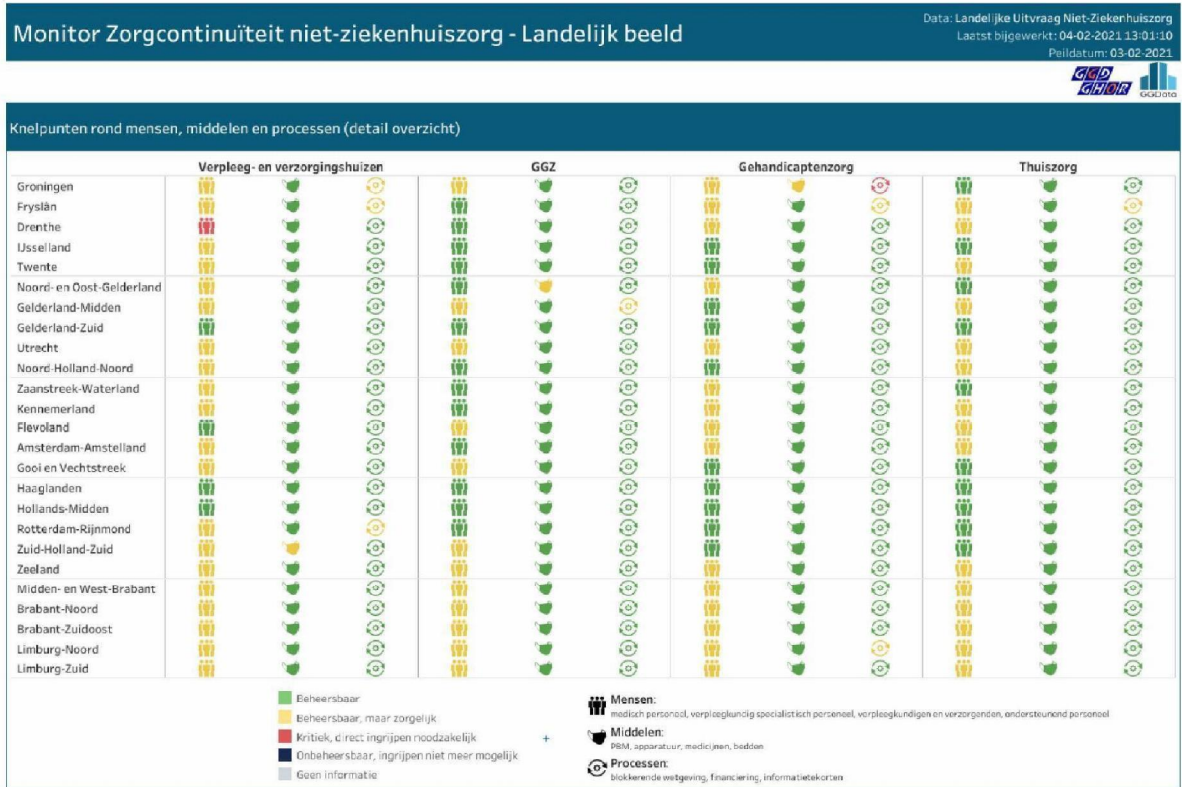 Monitor Zorgcontinuïteit niet-ziekenhuiszorg - Landelijk beeld
Data: Landelijke Uitvraag Niet-Ziekenhuiszorg
Laatst bijgewerkt: 04-02-2021 13:01:10
Peildatum: 03-02-2021
GGD
GHOR
GGData
Knelpunten rond mensen, middelen en processen (detail overzicht)
Verpleeg- en verzorgingshuizen GGZ Gehandicaptenzorg Thuiszorg
Groningen
Fryslân
Drenthe
IJsselland
Twente
Noord- en Oost-Gelderland
Gelderland-Midden
Gelderland-Zuid
Utrecht
Noord-Holland-Noord
Zaanstreek-Waterland
Kennemerland
Flevoland
Amsterdam-Amstelland
Gooi en Vechtstreek
Haaglanden
Hollands-Midden
Rotterdam-Rijnmond
Zuid-Holland-Zuid
Zeeland
Midden- en West-Brabant
Brabant-Noord
Brabant-Zuidoost
Limburg-Noord
Limburg-Zuid
Beheersbaar
Beheersbaar, maar zorgelijk
Kritiek, direct ingrijpen noodzakelijk
Onbeheersbaar, ingrijpen niet meer mogelijk
Geen informatie
+
Mensen:
medisch personeel, verpleegkundig specialistisch personeel, verpleegkundigen en verzorgenden, ondersteunend personeel
Middelen:
PBM, apparatuur, medicijnen, bedden
Processen:
blokkerende wetgeving, financiering, informatietekorten